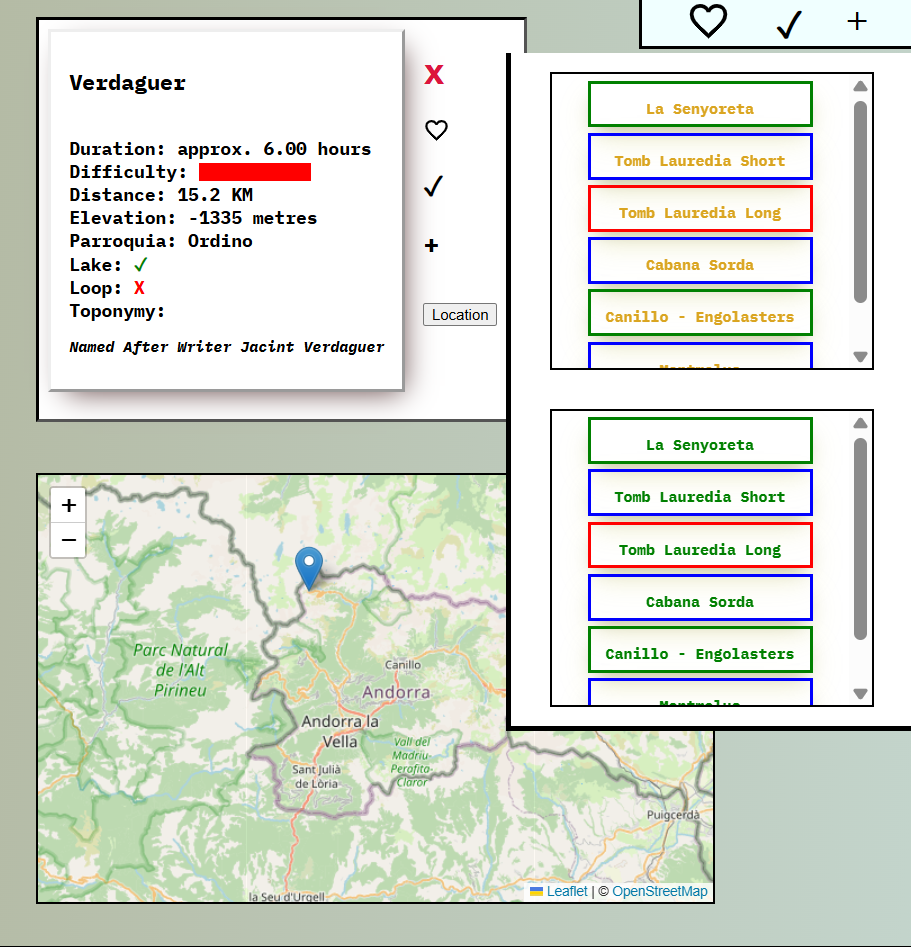 Verdaguer
X
Duration: approx. 6.00 hours
Difficulty:
Distance: 15.2 KM
Elevation: -1335 metres
Parroquia: Ordino
Lake: ✓
Loop: X
Toponymy:
Named After Writer Jacint Verdaguer
✓
+
Location
✓ +
La Senyoreta
Tomb Lauredia Short
Tomb Lauredia Long
Cabana Sorda
Canillo - Engolasters
La Senyoreta
Tomb Lauredia Short
Tomb Lauredia Long
Cabana Sorda
Canillo - Engolasters
+
−
Parc Natural
de l'Alt
Pirineu
Canillo
Andorra
Andorra la
Vella
Vall del
Madriu-
Perafita-
Claror
Sant Julià
de Lòria
Puigcerdà
la Seu d'Urgell
Leaflet | © OpenStreetMap